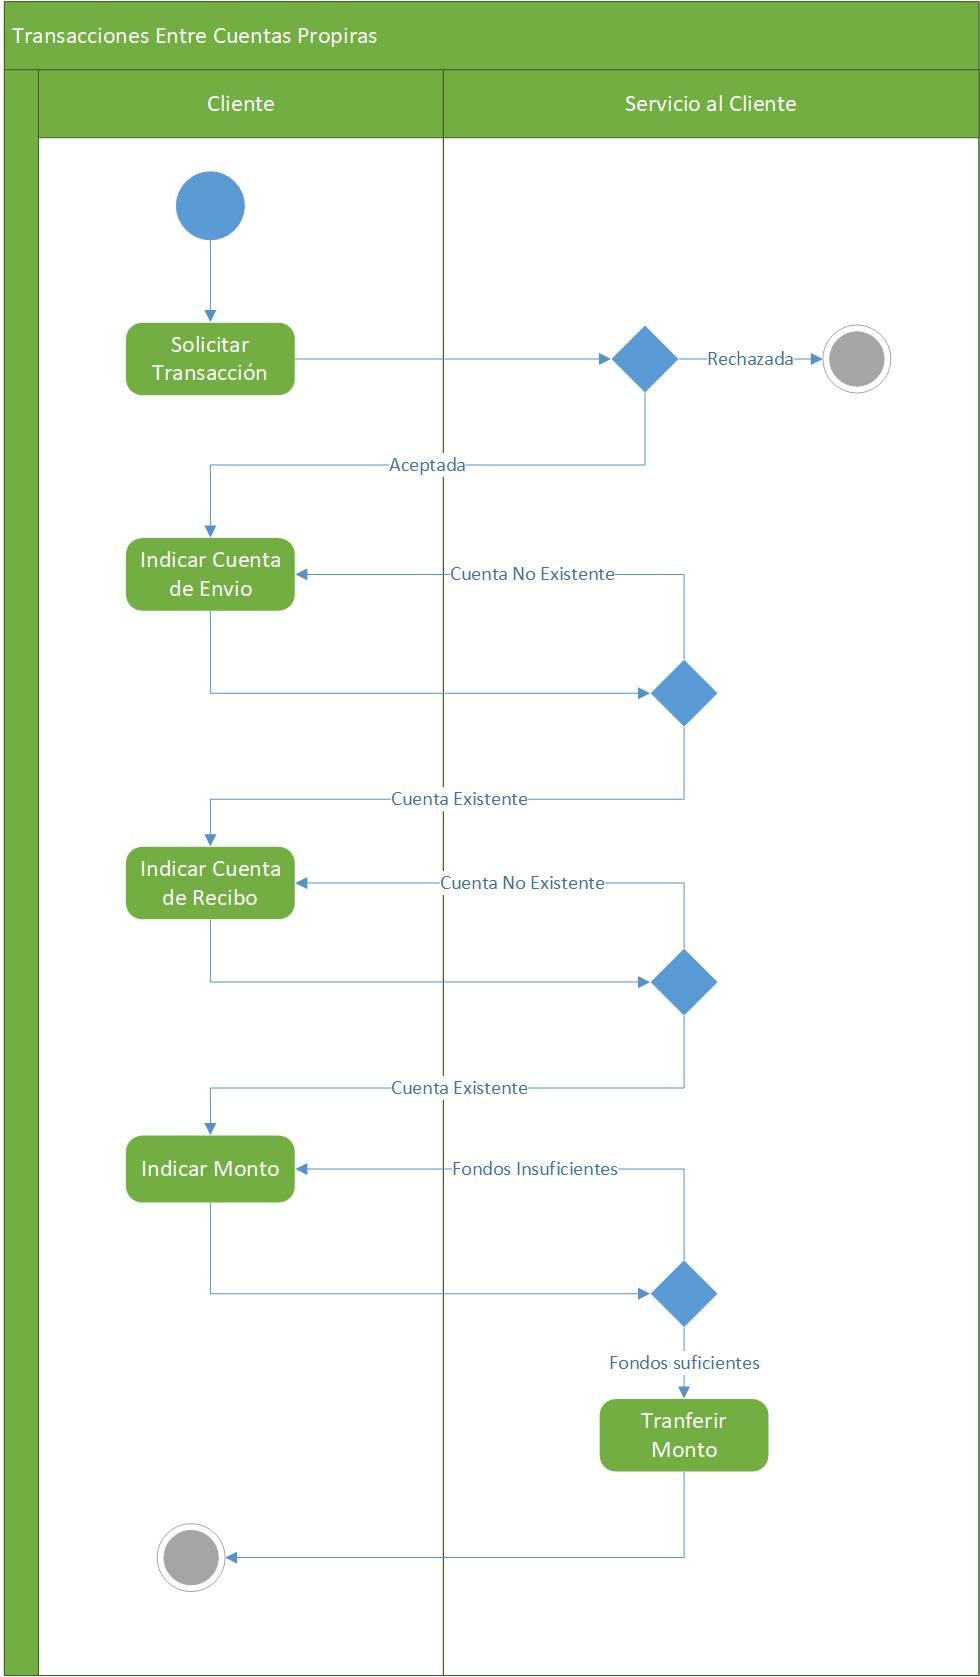 Transacciones Entre Cuentas Propiras
Cliente
Servicio al Cliente
Solicitar
Transacción
Rechazada
Aceptada
Indicar Cuenta
de Envio
Cuenta No Existente
Cuenta Existente
Indicar Cuenta
de Recibo
Cuenta No Existente
Cuenta Existente
Indicar Monto
Fondos Insuficientes
Fondos suficientes
Tranferir
Monto